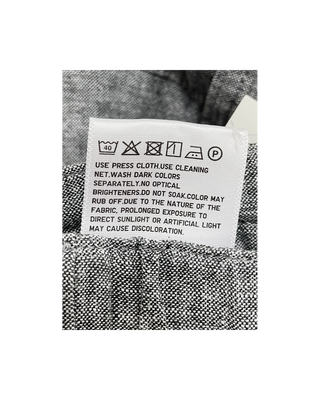 40 P
USE PRESS CLOTH.USE CLEANING
NET.WASH DARK COLORS
SEPARATELY.NO OPTICAL
BRIGHTENERS.DO NOT SOAK.COLOR MAY
RUB OFF.DUE TO THE NATURE OF THE
FABRIC, PROLONGED EXPOSURE TO
DIRECT SUNLIGHT OR ARTIFICIAL LIGHT
MAY CAUSE DISCOLORATION.